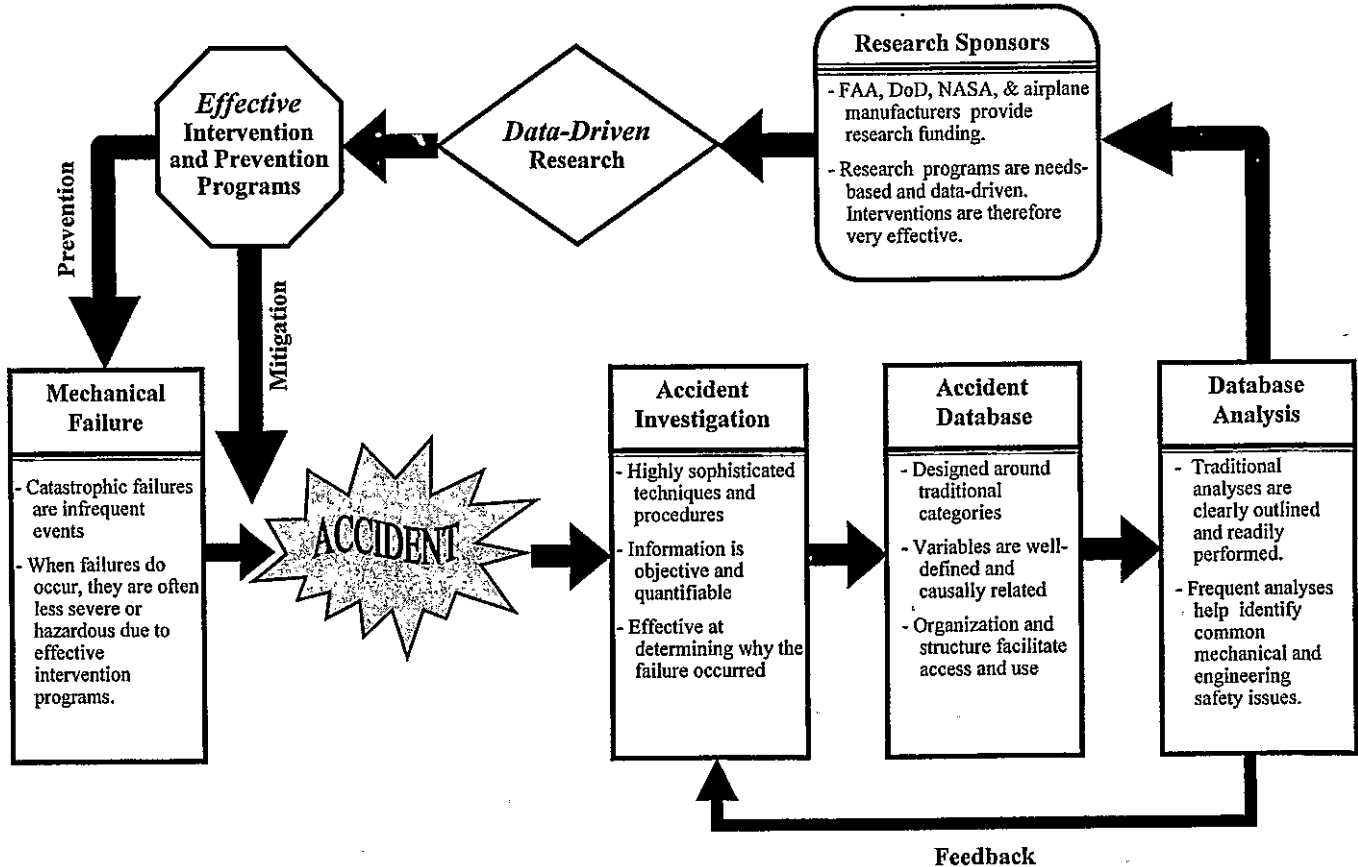 Effective
Intervention
and Prevention
Programs
Data-Driven
Research
Research Sponsors
- FAA, DoD, NASA, & airplane
manufacturers provide
research funding.
- Research programs are needs-
based and data-driven.
Interventions are therefore
very effective.
Prevention
Mitigation
Mechanical
Failure
- Catastrophic failures
are infrequent
events
- When failures do
occur, they are often
less severe or
hazardous due to
effective
intervention
programs.
ACCIDENT
Accident
Investigation
- Highly sophisticated
techniques and
procedures
- Information is
objective and
quantifiable
- Effective at
determining why the
failure occurred
Accident
Database
- Designed around
traditional
categories
- Variables are well-
defined and
causally related
- Organization and
structure facilitate
access and use
Database
Analysis
- Traditional
analyses are
clearly outlined
and readily
performed.
- Frequent analyses
help identify
common
mechanical and
engineering
safety issues.
Feedback